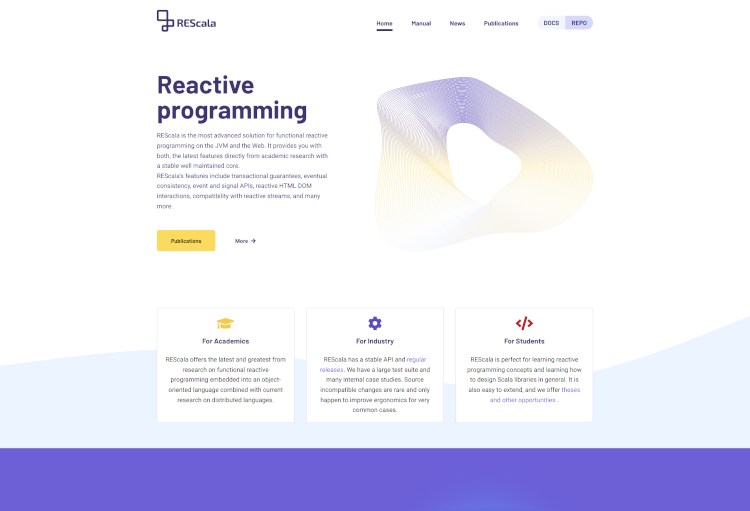 REScala
Home
Manual
News
Publications
DOCS
REPO
Reactive
programming
REScala is the most advanced solution for functional reactive
programming on the JVM and the Web. It provides you with
both, the latest features directly from academic research with
a stable well maintained core.
REScala's features include transactional guarantees, eventual
consistency, event and signal APIs, reactive HTML DOM
interactions, compatibility with reactive streams, and many
more.
Publications
More →
For Academics
REScala offers the latest and greatest from
research on functional reactive
programming embedded into an object-
oriented language combined with current
research on distributed languages.
For Industry
REScala has a stable API and regular
releases. We have a large test suite and
many internal case studies. Source
incompatible changes are rare and only
happen to improve ergonomics for very
common cases.
For Students
REScala is perfect for learning reactive
programming concepts and learning how
to design Scala libraries in general. It is
also easy to extend, and we offer theses
and other opportunities .